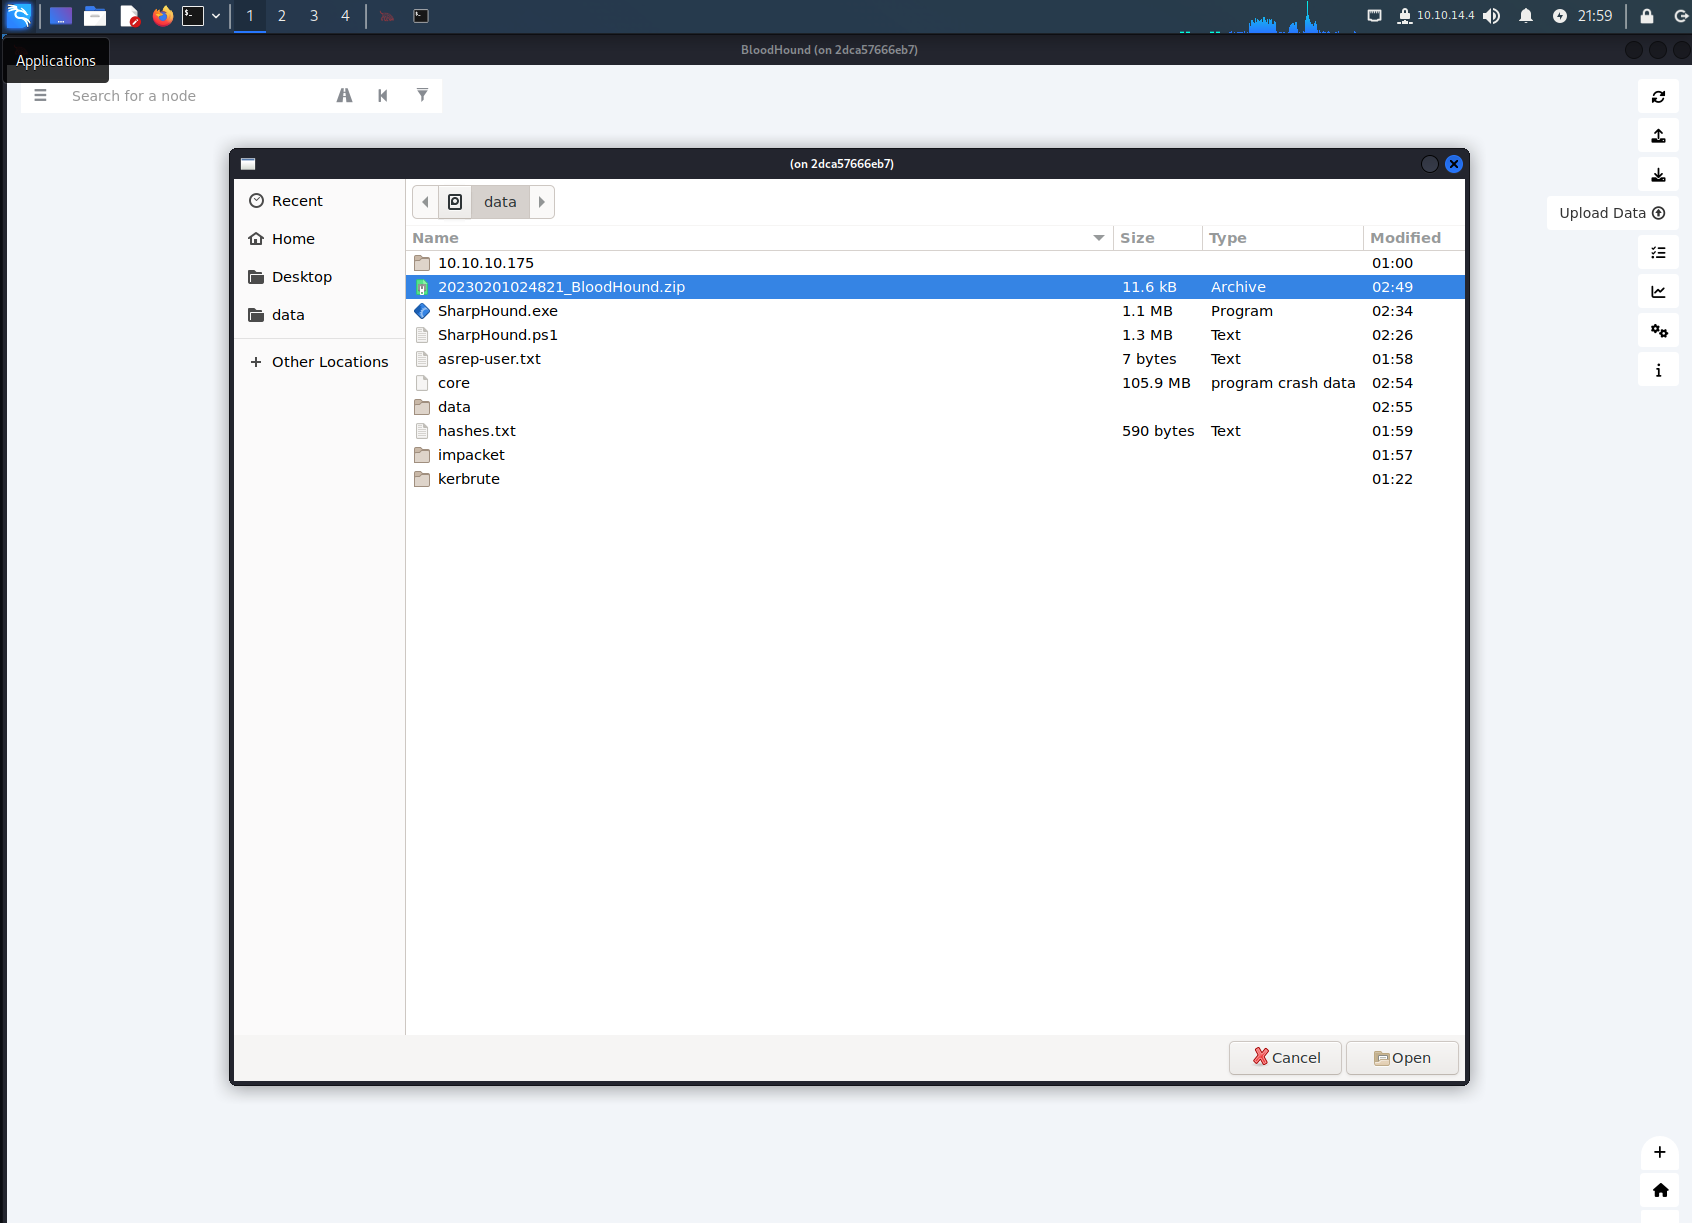 1 2 3 4 10.10.14.4 21:59
BloodHound (on 2dca57666eb7)
Applications
Search for a node
(on 2dca57666eb7)
Recent
Home
Desktop
data
Other Locations
data
Upload Data
Name Size Type Modified
10.10.10.175 01:00
20230201024821_BloodHound.zip 11.6 kB Archive 02:49
SharpHound.exe 1.1 MB Program 02:34
SharpHound.ps1 1.3 MB Text 02:26
asrep-user.txt 7 bytes Text 01:58
core 105.9 MB program crash data 02:54
data 02:55
hashes.txt 590 bytes Text 01:59
impacket 01:57
kerbrute 01:22
Cancel Open